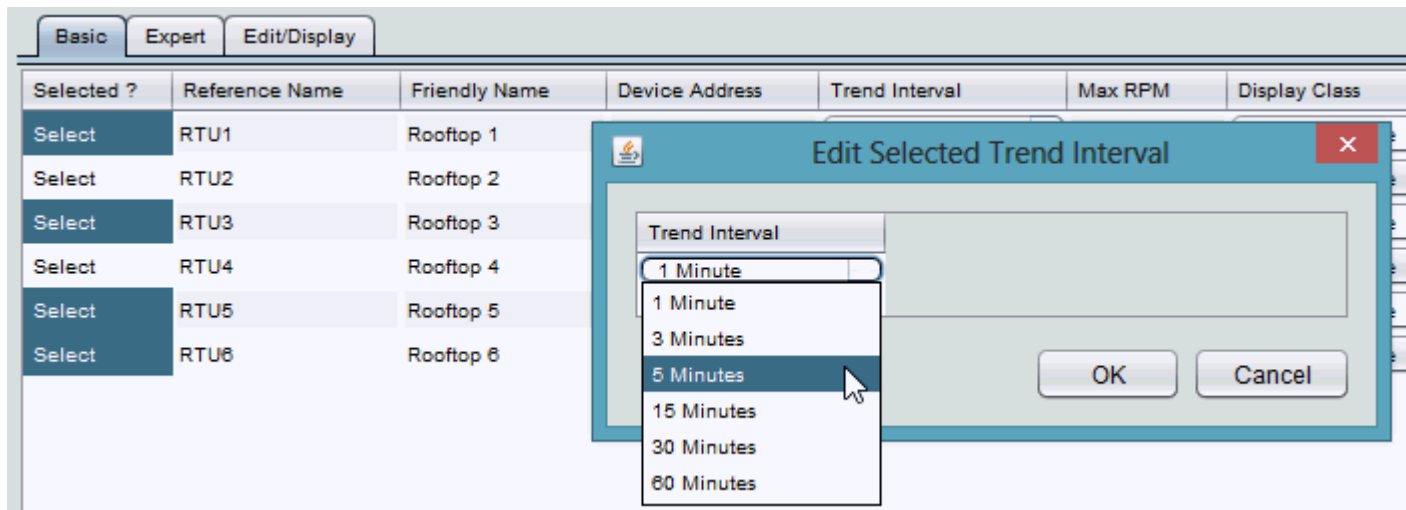 Basic Expert Edit/Display
Selected ? Reference Name Friendly Name Device Address Trend Interval Max RPM Display Class
Select RTU1 Rooftop 1
Select RTU2 Rooftop 2
Select RTU3 Rooftop 3
Select RTU4 Rooftop 4
Select RTU5 Rooftop 5
Select RTU6 Rooftop 6
Edit Selected Trend Interval
Trend Interval
1 Minute
1 Minute
3 Minutes
5 Minutes
15 Minutes
30 Minutes
60 Minutes
OK Cancel